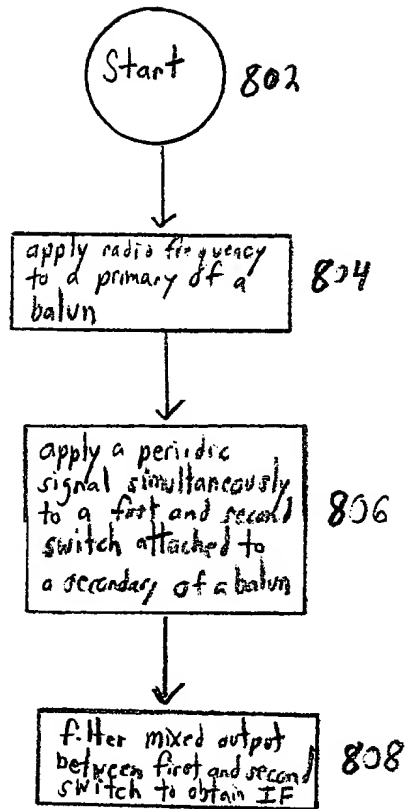 Start 802
apply radio frequency
to a primary of a 804
balun
apply a periodic
signal simultaneously
to a first and second 806
switch attached to
a secondary of a balun
filter mixed output
between first and second 808
switch to obtain IF